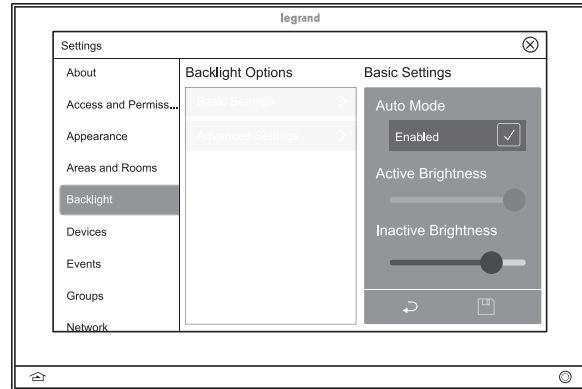 legrand
Settings
About
Access and Permiss...
Appearance
Areas and Rooms
Backlight
Devices
Events
Groups
Network
Backlight Options
Basic Settings
Advanced Settings
Basic Settings
Auto Mode
Enabled
Active Brightness
Inactive Brightness